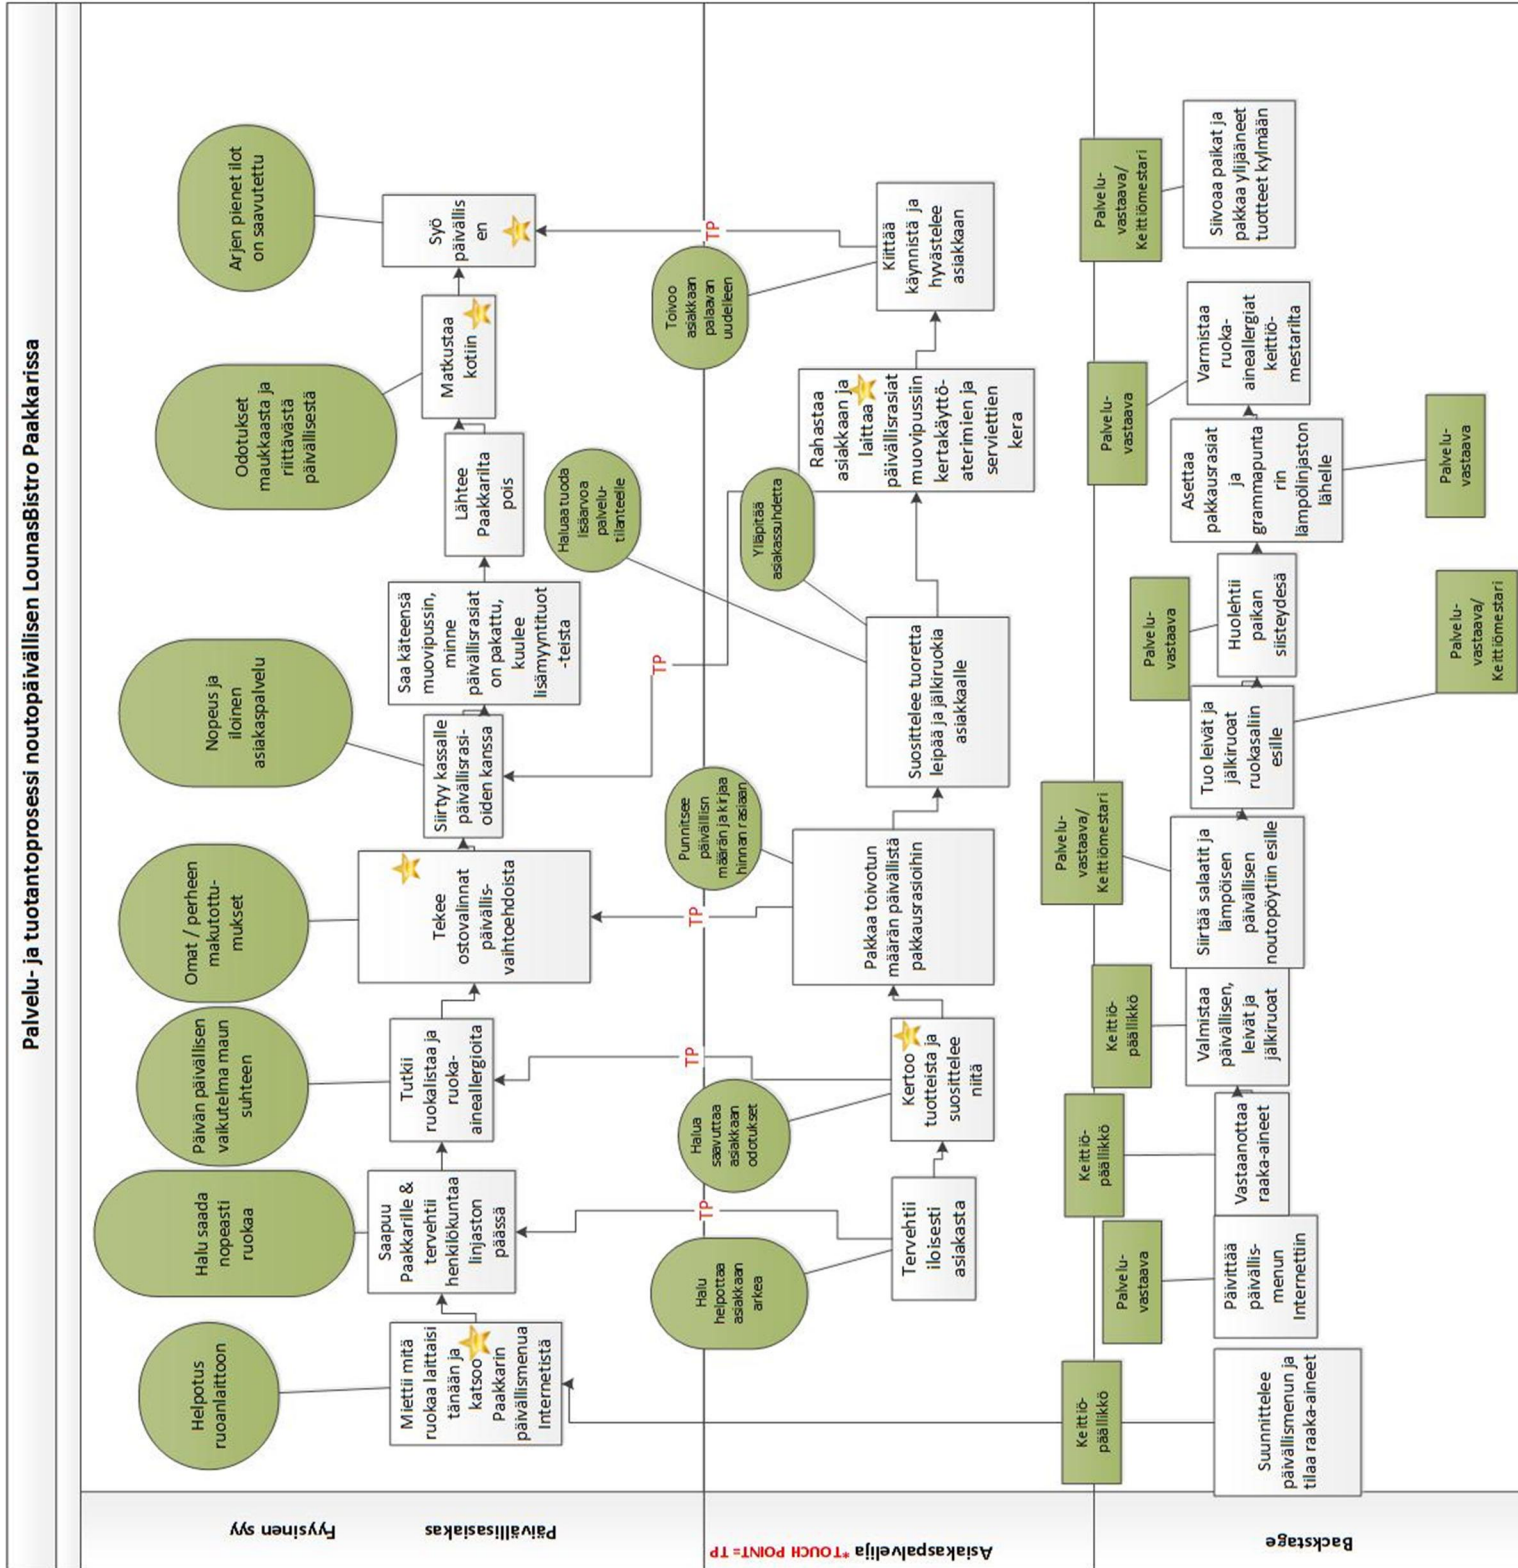 Palvelu- ja tuotantoprosessi noutopäivällisen LounasBistro Paakkarissa
Fyysinen syy
Helpotus
ruoanlaittoon
Halu saada
nopeasti
ruokaa
Päivän päivällisen
vaikutelma maun
suhteen
Omat / perheen
makutottu-
mukset
Nopeus ja
iloinen
asiakaspalvelu
Odotukset
maukkaasta ja
riittävästä
päivällisestä
Arjen pienet ilot
on saavutettu
Päivällisasiakas
Miettii mitä
ruokaa laittaisi
tänään ja
katsoo
Paakkarin
päivällismenua
Internetistä
Saapuu
Paakkarille &
tervehtii
henkilökuntaa
linjaston
päässä
Tutkii
ruokalistaa ja
ruoka-
aineallergioita
Tekee
ostovalinnat
päivällis-
vaihtoehdoista
Siirtyy kassalle
päivällisrasi-
oiden kanssa
Saa käteensä
muovipussin,
minne
päivällisrasiat
on pakattu,
kuulee
lisämyyntituot
-teista
Lähtee
Paakkarilta
pois
Matkustaa
kotiin
Syö
päivällis
en
Asiakaspalvelija *TOUCH POINT= TP
TP
TP
TP
TP
TP
Halu
helpottaa
asiakkaan
arkea
Halua
saavuttaa
asiakkaan
odotukset
Punnitsee
päivälllisn
määrän ja kirjaa
hinnan rasiaan
Haluaa tuoda
lisäarvoa
palvelu-
tilanteelle
Ylläpitää
asiakassuhdetta
Toivoo
asiakkaan
palaavan
uudelleen
Tervehtii
iloisesti
asiakasta
Kertoo
tuotteista ja
suosittelee
niitä
Pakkaa toivotun
määrän päivällistä
pakkausrasioihin
Suosittelee tuoretta
leipää ja jälkiruokia
asiakkaalle
Rahastaa
asiakkaan ja
laittaa
päivällisrasiat
muovipussiin
kertakäyttö-
aterimien ja
serviettien
kera
Kiittää
käynnistä ja
hyvästelee
asiakkaan
Backstage
Keittiö-
päällikkö
Suunnittelee
päivällismenun ja
tilaa raaka-aineet
Palvelu-
vastaava
Päivittää
päivällis-
menun
Internettiin
Keittiö-
päällikkö
Vastaanottaa
raaka-aineet
Keittiö-
päällikkö
Valmistaa
päivällisen,
leivät ja
jälkiruoat
Palvelu-
vastaava/
Keittiömestari
Siirtää salaatit ja
lämpöisen
päivällisen
noutopöytiin esille
Tuo leivät ja
jälkiruoat
ruokasaliin
esille
Palvelu-
vastaava/
Keittiömestari
Palvelu-
vastaava
Huolehtii
paikan
siisteydesä
Asettaa
pakkausrasiat
ja
grammapunta
rin
lämpölinjaston
lähelle
Palvelu-
vastaava
Palvelu-
vastaava
Varmistaa
ruoka-
aineallergiat
keittiö-
mestarilta
Palvelu-
vastaava/
Keittiömestari
Siivoaa paikat ja
pakkaa ylijääneet
tuotteet kylmään